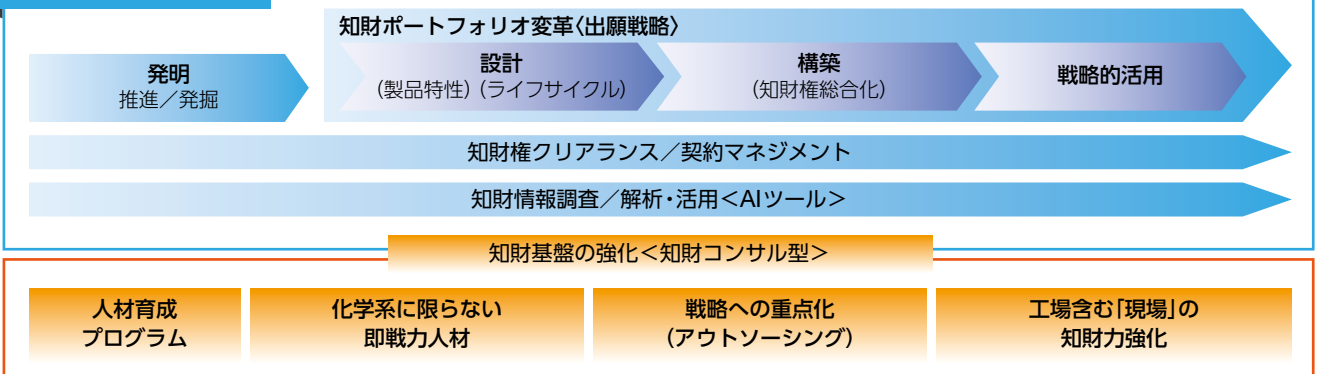 知財ポートフォリオ変革〈出願戦略〉
発明
推進／発掘
設計
(製品特性) (ライフサイクル)
構築
(知財権総合化)
戦略的活用
知財権クリアランス／契約マネジメント
知財情報調査／解析・活用＜AIツール＞
知財基盤の強化＜知財コンサル型＞
人材育成
プログラム
化学系に限らない
即戦力人材
戦略への重点化
(アウトソーシング)
工場含む「現場」の
知財力強化